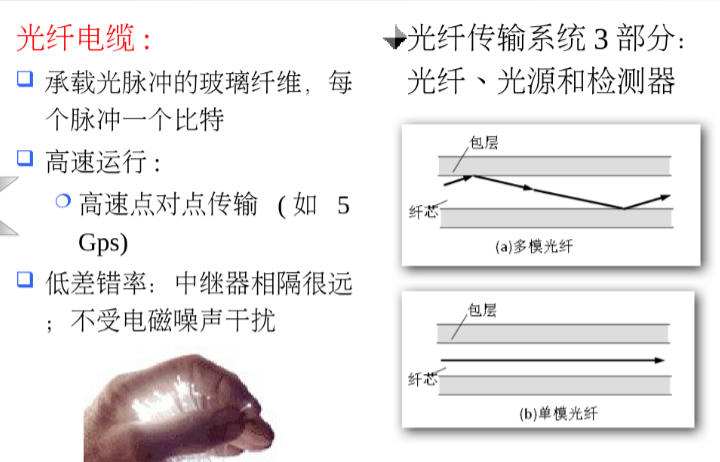 光纤电缆：
承载光脉冲的玻璃纤维，每
个脉冲一个比特
高速运行：
高速点对点传输 (如 5
Gps)
低差错率：中继器相隔很远
；不受电磁噪声干扰
光纤传输系统 3 部分：
光纤、光源和检测器
包层
纤芯
(a)多模光纤
包层
纤芯
(b)单模光纤